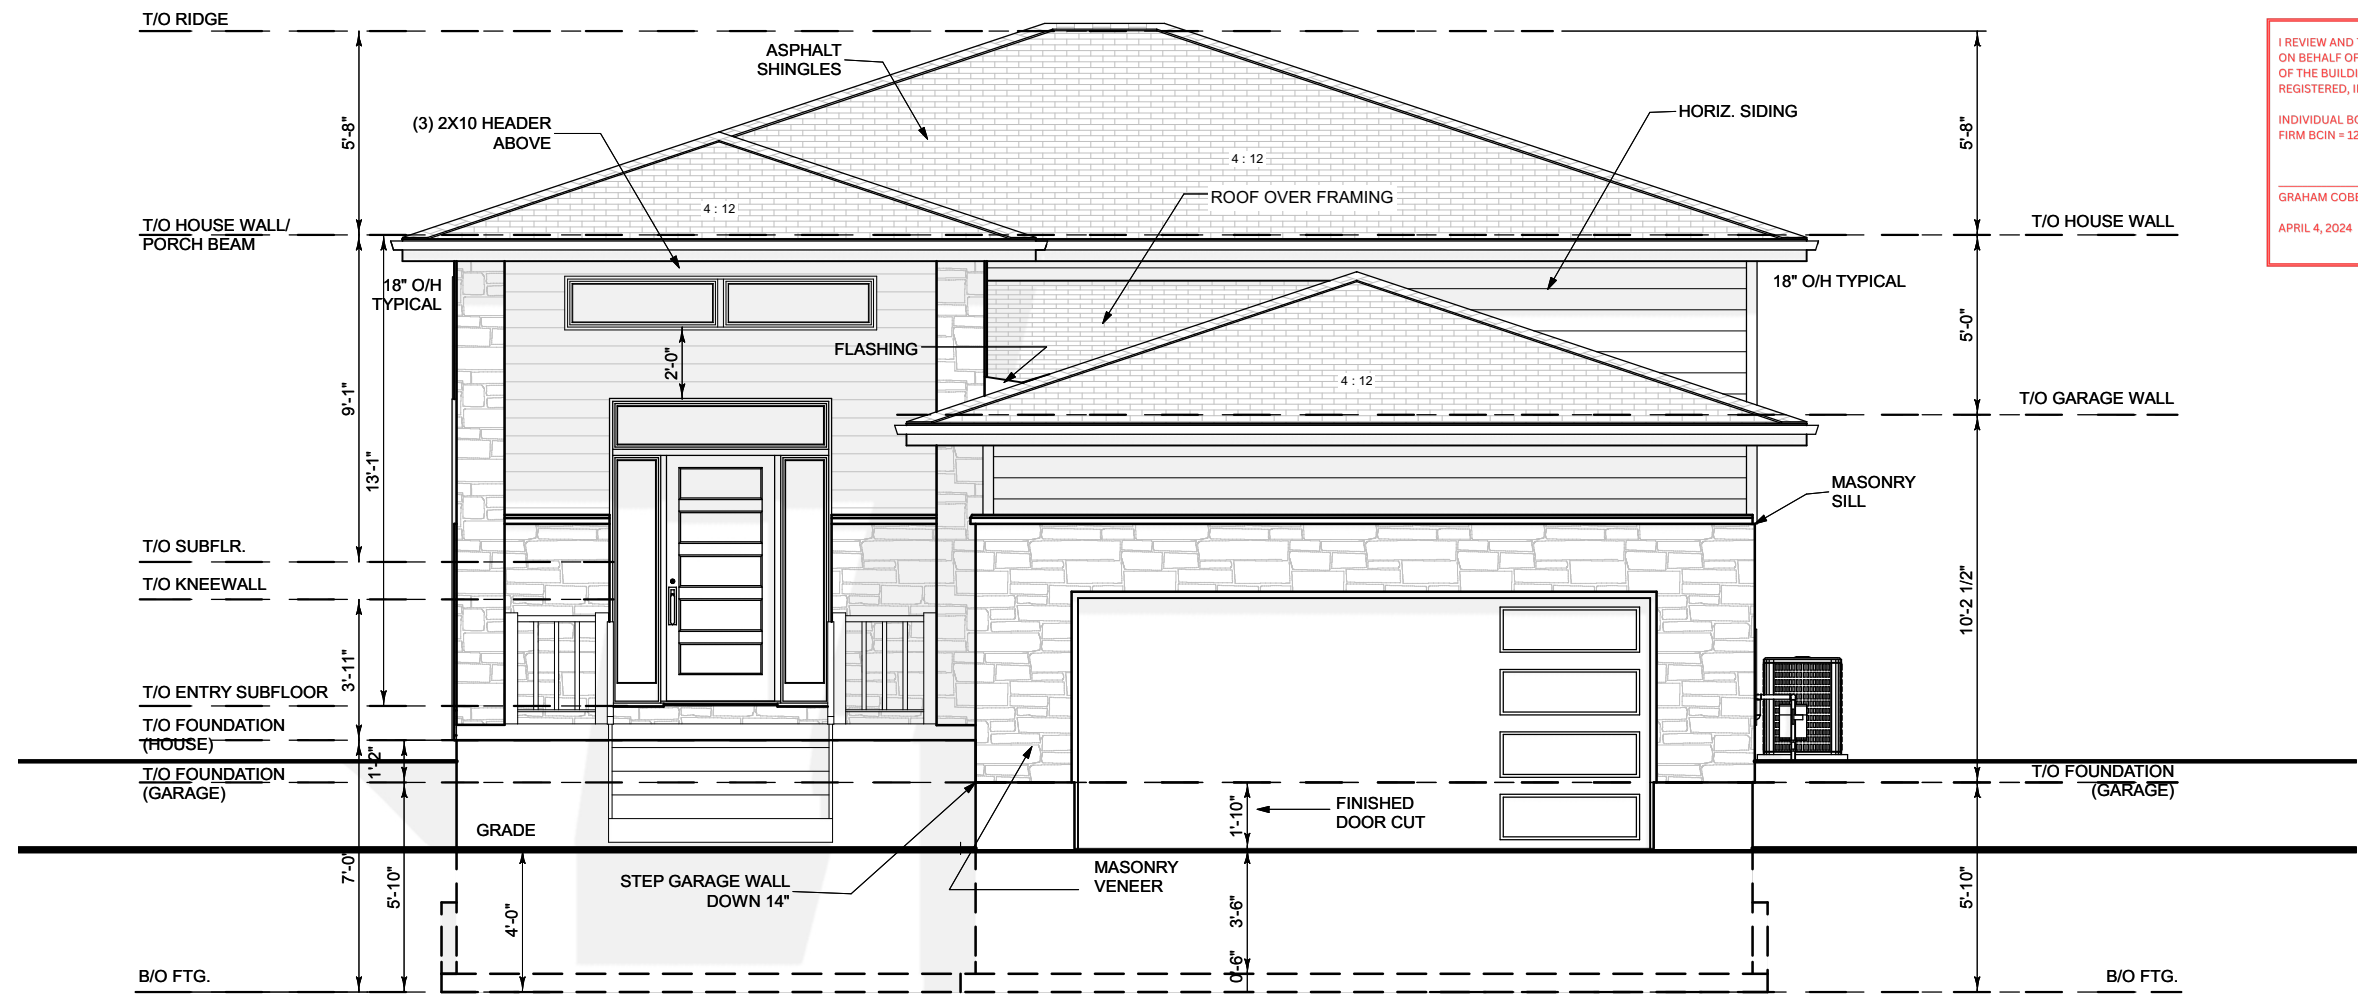 T/O RIDGE
ASPHALT
SHINGLES
(3) 2X10 HEADER
ABOVE
HORIZ. SIDING
5'-8"
5'-8"
4 : 12
ROOF OVER FRAMING
4 : 12
T/O HOUSE WALL/
PORCH BEAM
T/O HOUSE WALL
18" O/H
TYPICAL
18" O/H TYPICAL
FLASHING
2'-0"
5'-0"
4 : 12
T/O GARAGE WALL
9'-1"
13'-1"
MASONRY
SILL
T/O SUBFLR.
T/O KNEEWALL
10'-2 1/2"
3'-11"
T/O ENTRY SUBFLOOR
T/O FOUNDATION
(HOUSE)
1'-2"
T/O FOUNDATION
(GARAGE)
T/O FOUNDATION
(GARAGE)
GRADE
1'-10"
FINISHED
DOOR CUT
7'-0"
5'-10"
4'-0"
STEP GARAGE WALL
DOWN 14"
MASONRY
VENEER
3'-6"
0'-6"
5'-10"
B/O FTG.
B/O FTG.
I REVIEW AND
ON BEHALF OF
OF THE
REGISTERED,
INDIVIDUAL
FIRM BCIN = 12
GRAHAM
APRIL 4, 2024